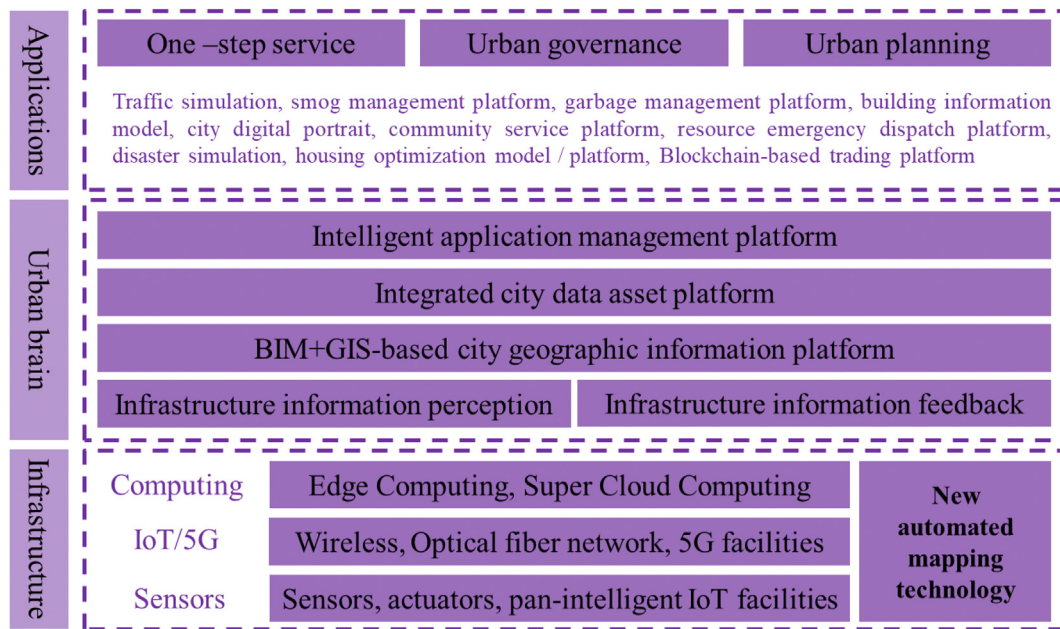 Applications
One –step service
Urban governance
Urban planning
Traffic simulation, smog management platform, garbage management platform, building information
model, city digital portrait, community service platform, resource emergency dispatch platform,
disaster simulation, housing optimization model / platform, Blockchain-based trading platform
Urban brain
Intelligent application management platform
Integrated city data asset platform
BIM+GIS-based city geographic information platform
Infrastructure information perception
Infrastructure information feedback
Infrastructure
Computing
Edge Computing, Super Cloud Computing
IoT/5G
Wireless, Optical fiber network, 5G facilities
Sensors
Sensors, actuators, pan-intelligent IoT facilities
New
automated
mapping
technology